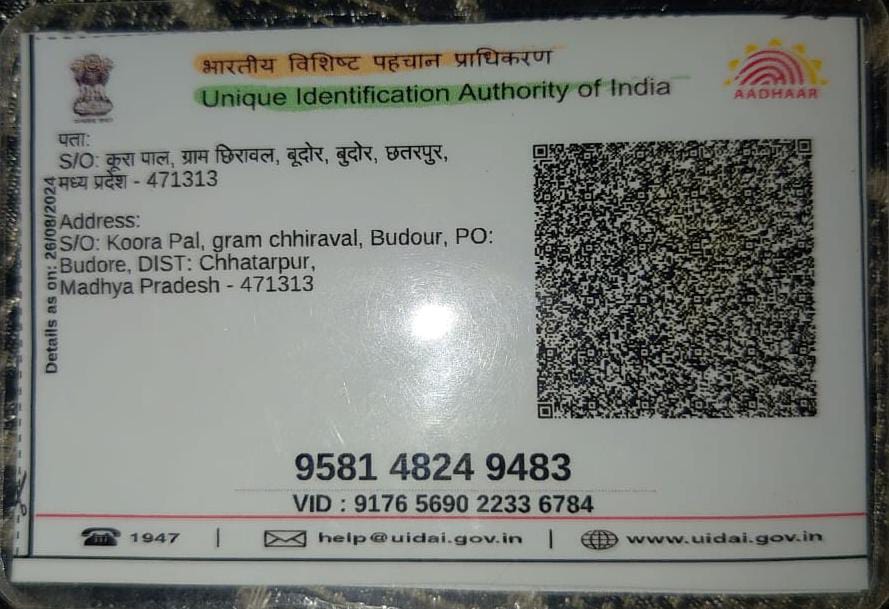 भारतीय विशिष्ट पहचान प्राधिकरण
Unique Identification Authority of India
AADHAAR
पता:
S/O: कूरा पाल, ग्राम छिरावल, बूदोर, बुदोर, छतरपुर,
मध्य प्रदेश - 471313
Address:
S/O: Koora Pal, gram chhiraval, Budour, PO:
Budore, DIST: Chhatarpur,
Madhya Pradesh - 471313
Details as on: 26/08/2024
9581 4824 9483
VID : 9176 5690 2233 6784
1947 | help@uidai.gov.in | www.uidai.gov.in